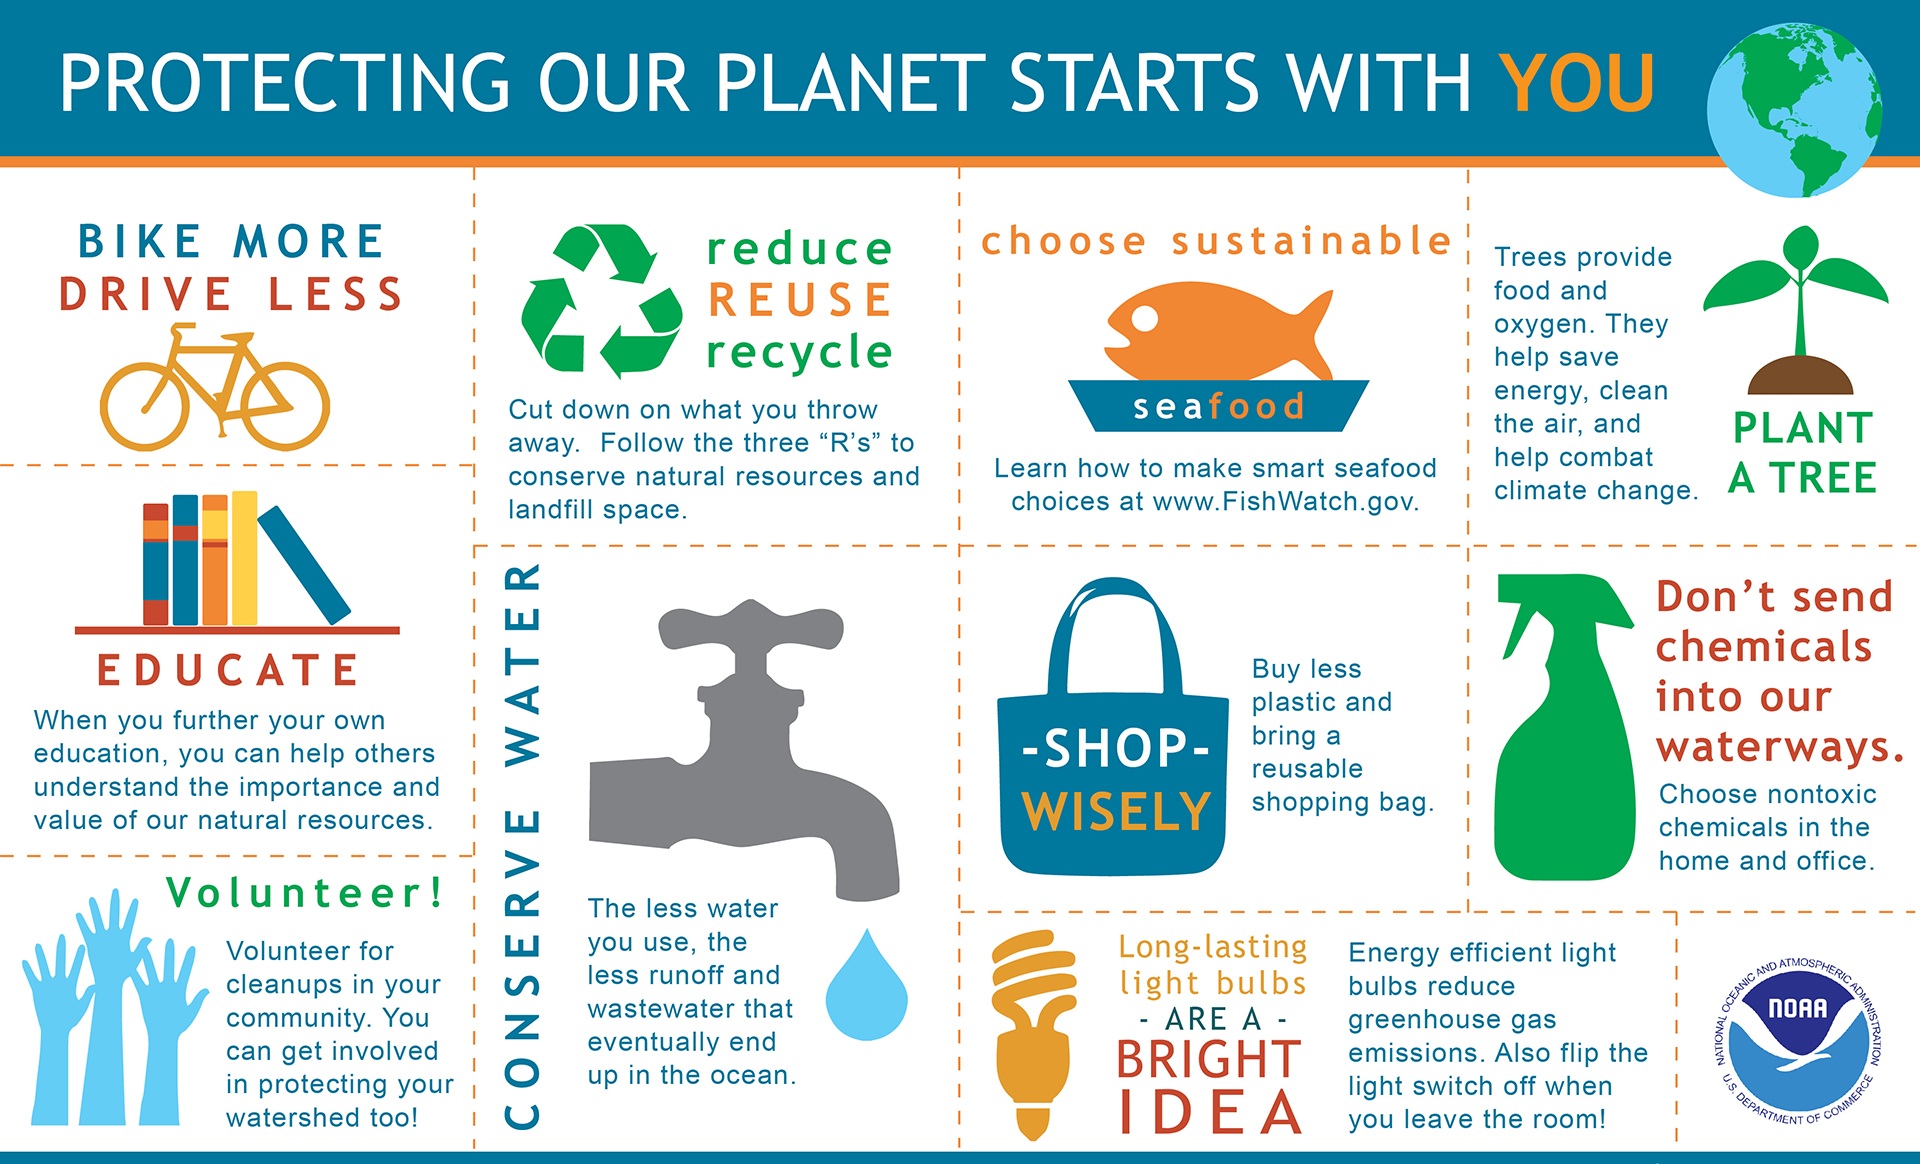 PROTECTING OUR PLANET STARTS WITH YOU
BIKE MORE
DRIVE LESS
EDUCATE
When you further your own
education, you can help others
understand the importance and
value of our natural resources.
Volunteer!
Volunteer for
cleanups in your
community. You
can get involved
in protecting your
watershed too!
reduce
REUSE
recycle
Cut down on what you throw
away.  Follow the three “R’s” to
conserve natural resources and
landfill space.
CONSERVE WATER
The less water
you use, the
less runoff and
wastewater that
eventually end
up in the ocean.
choose sustainable
seafood
Learn how to make smart seafood
choices at www.FishWatch.gov.
Trees provide
food and
oxygen. They
help save
energy, clean
the air, and
help combat
climate change.
PLANT
A TREE
-SHOP-
WISELY
Buy less
plastic and
bring a
reusable
shopping bag.
Don’t send
chemicals
into our
waterways.
Choose nontoxic
chemicals in the
home and office.
Long-lasting
light bulbs
- ARE A -
BRIGHT
IDEA
Energy efficient light
bulbs reduce
greenhouse gas
emissions. Also flip the
light switch off when
you leave the room!
NATIONAL OCEANIC AND ATMOSPHERIC ADMINISTRATION
NOAA
U.S. DEPARTMENT OF COMMERCE